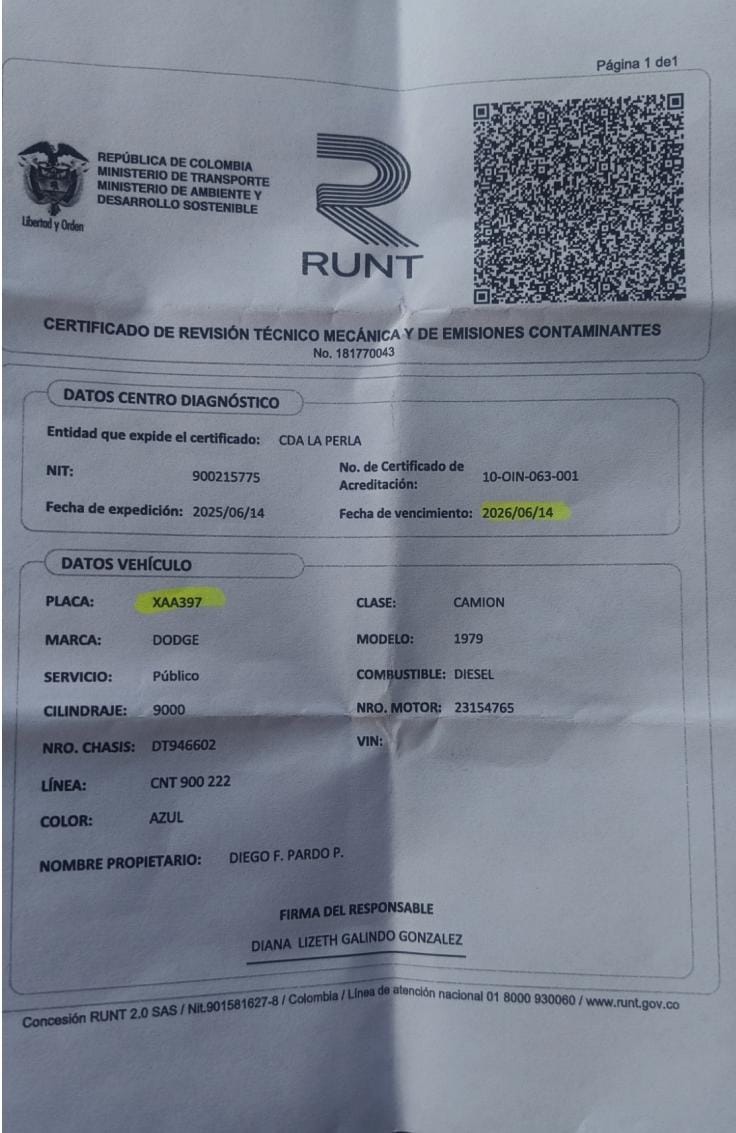 Página 1 de1
REPÚBLICA DE COLOMBIA
MINISTERIO DE TRANSPORTE
MINISTERIO DE AMBIENTE Y
DESARROLLO SOSTENIBLE
Libertad y Orden
RUNT
CERTIFICADO DE REVISIÓN TÉCNICO MECÁNICA Y DE EMISIONES CONTAMINANTES
No. 181770043
DATOS CENTRO DIAGNÓSTICO
Entidad que expide el certificado: CDA LA PERLA
NIT: 900215775 No. de Certificado de Acreditación: 10-OIN-063-001
Fecha de expedición: 2025/06/14 Fecha de vencimiento: 2026/06/14
DATOS VEHÍCULO
PLACA: XAA397 CLASE: CAMION
MARCA: DODGE MODELO: 1979
SERVICIO: Público COMBUSTIBLE: DIESEL
CILINDRAJE: 9000 NRO. MOTOR: 23154765
NRO. CHASIS: DT946602 VIN:
LÍNEA: CNT 900 222
COLOR: AZUL
NOMBRE PROPIETARIO: DIEGO F. PARDO P.
FIRMA DEL RESPONSABLE
DIANA LIZETH GALINDO GONZALEZ
Concesión RUNT 2.0 SAS / Nit.901581627-8 / Colombia / Línea de atención nacional 01 8000 930060 / www.runt.gov.co